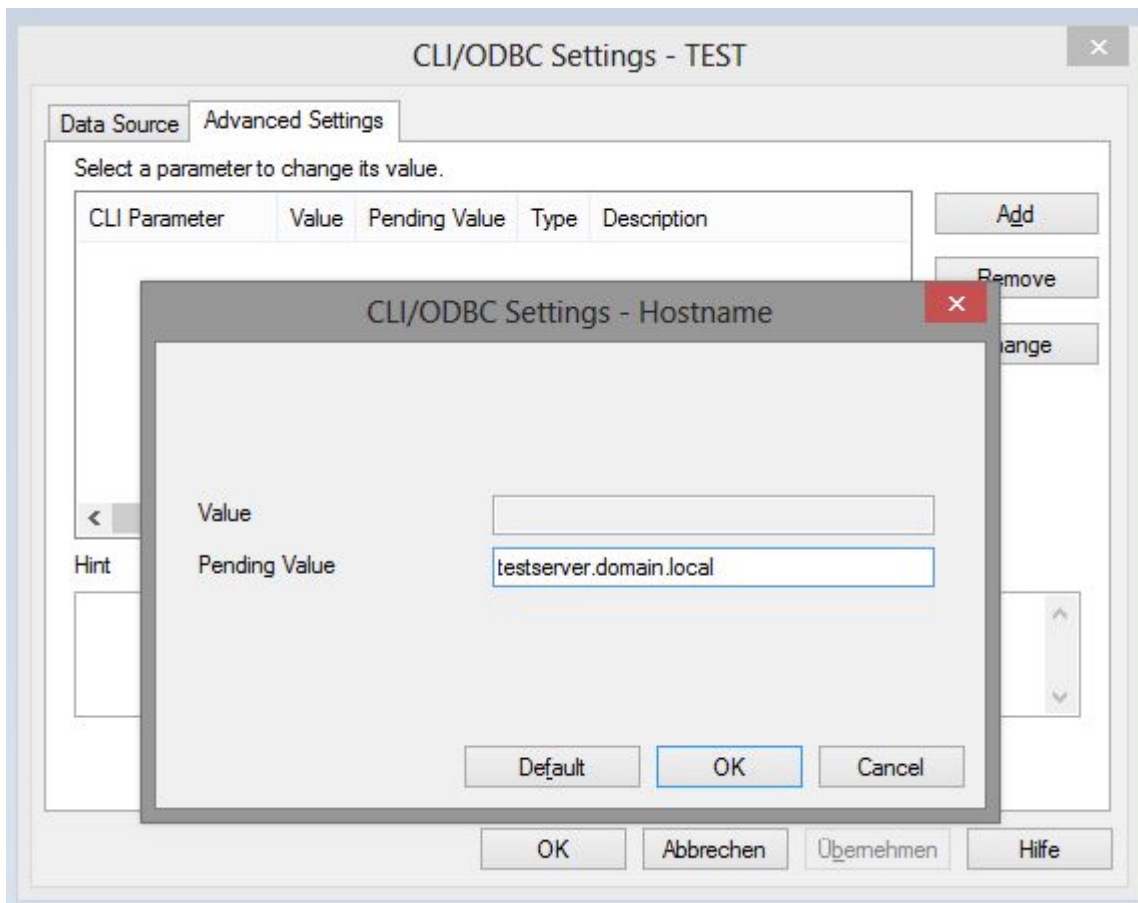 CLI/ODBC Settings - TEST
Data Source Advanced Settings
Select a parameter to change its value.
CLI Parameter Value Pending Value Type Description
Add
Remove
CLI/ODBC Settings - Hostname
ange
Value
Pending Value testserver.domain.local
Hint
Default OK Cancel
OK Abbrechen Übernehmen Hilfe